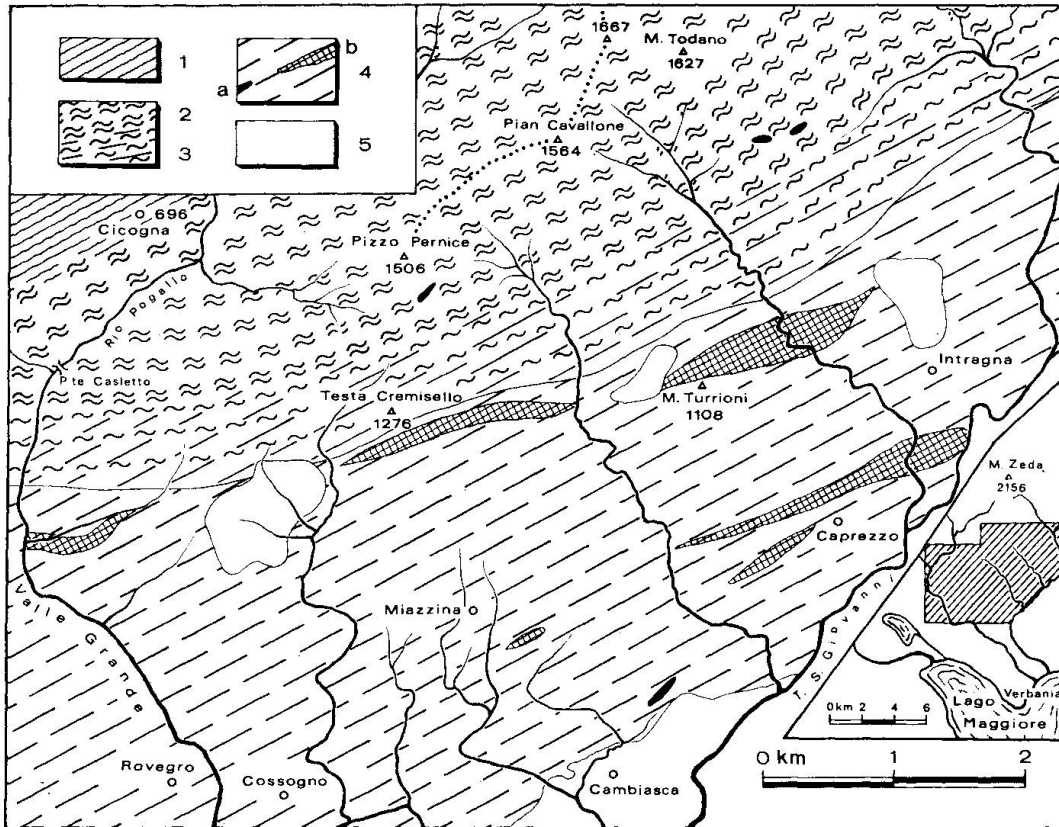 1
2
3
a
b
4
5
1667
M. Todano
1627
Pian Cavallone
1564
696
Cicogna
Pizzo Pernice
1506
Rio Pogallo
P.te Casletto
Testa Cremisello
1276
M. Turrioni
1108
Intragna
M. Zeda
2156
Caprezzo
Miazzina
Valle Grande
T. S. Giovanni
Verbania
Lago
Maggiore
0 km 2 4 6
0 km 1 2
Rovegro
Cossogno
Cambiasca